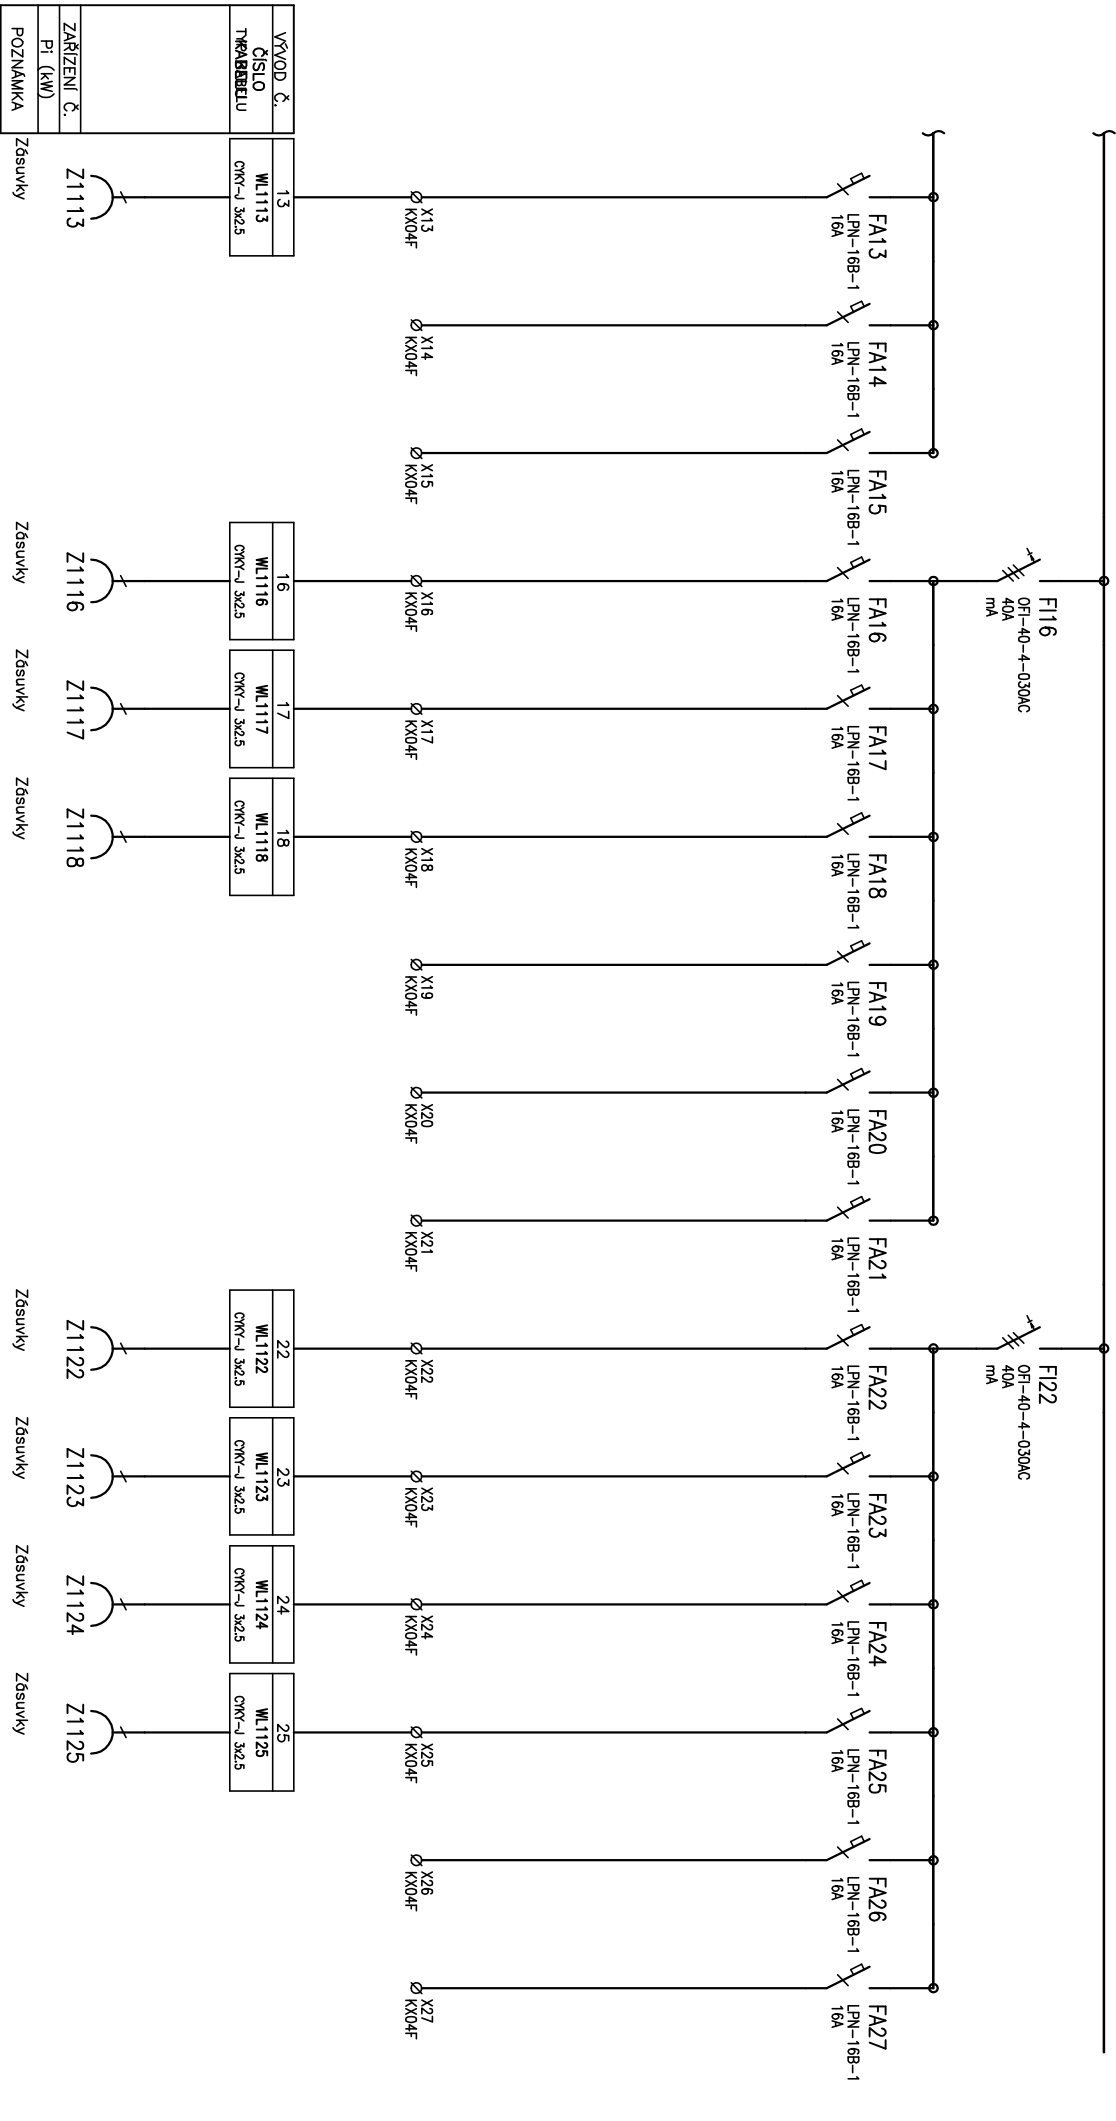 FI16
OFI-40-4-030AC
40A
mA
FI22
OFI-40-4-030AC
40A
mA
FA13
LPN-16B-1
16A
FA14
LPN-16B-1
16A
FA15
LPN-16B-1
16A
FA16
LPN-16B-1
16A
FA17
LPN-16B-1
16A
FA18
LPN-16B-1
16A
FA19
LPN-16B-1
16A
FA20
LPN-16B-1
16A
FA21
LPN-16B-1
16A
FA22
LPN-16B-1
16A
FA23
LPN-16B-1
16A
FA24
LPN-16B-1
16A
FA25
LPN-16B-1
16A
FA26
LPN-16B-1
16A
FA27
LPN-16B-1
16A
X13
KX04F
X14
KX04F
X15
KX04F
X16
KX04F
X17
KX04F
X18
KX04F
X19
KX04F
X20
KX04F
X21
KX04F
X22
KX04F
X23
KX04F
X24
KX04F
X25
KX04F
X26
KX04F
X27
KX04F
VÝVOD Č.
ČÍSLO
13
WL1113
CYKY-J 3x2.5
16
WL1116
CYKY-J 3x2.5
17
WL1117
CYKY-J 3x2.5
18
WL1118
CYKY-J 3x2.5
22
WL1122
CYKY-J 3x2.5
23
WL1123
CYKY-J 3x2.5
24
WL1124
CYKY-J 3x2.5
25
WL1125
CYKY-J 3x2.5
ZAŘÍZENÍ Č.
Z1113
Z1116
Z1117
Z1118
Z1122
Z1123
Z1124
Z1125
Pi (kW)
POZNÁMKA
Zásuvky
Zásuvky
Zásuvky
Zásuvky
Zásuvky
Zásuvky
Zásuvky
Zásuvky